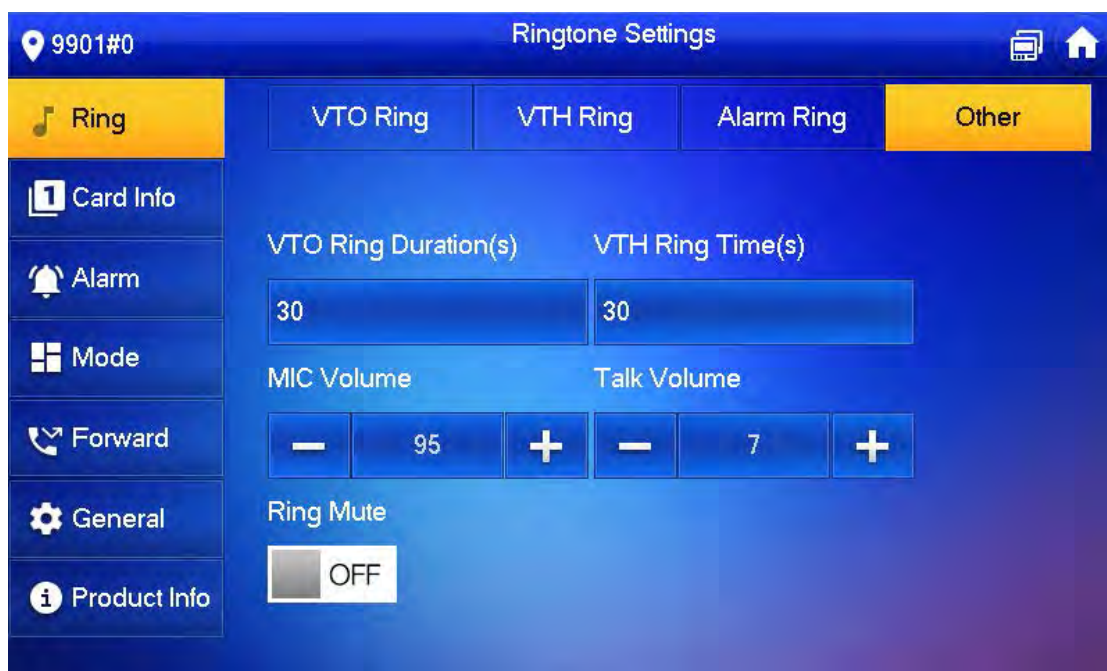 9901#0
Ringtone Settings
Ring
VTO Ring
VTH Ring
Alarm Ring
Other
1
Card Info
Alarm
Mode
Forward
General
Product Info
VTO Ring Duration(s)
VTH Ring Time(s)
30
30
MIC Volume
Talk Volume
95
7
Ring Mute
OFF